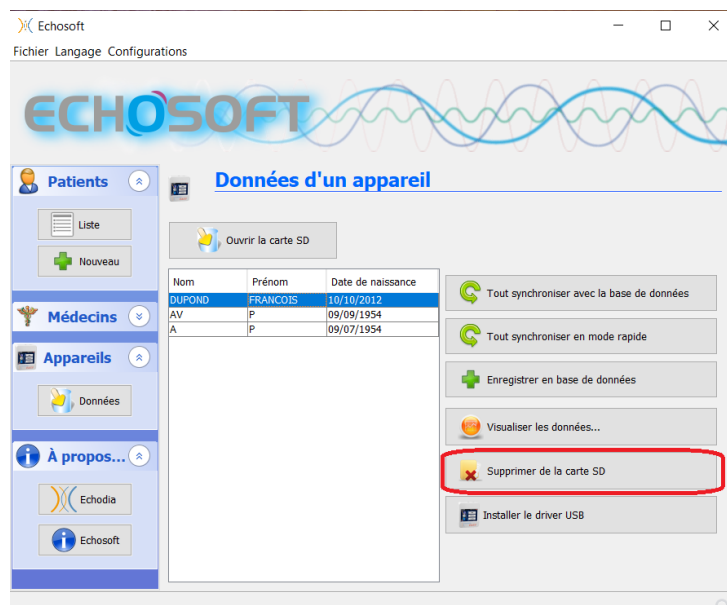 Echosoft
Fichier Langage Configurations
ECHOSOFT
Patients
Liste
Nouveau
Médecins
Appareils
Données
À propos...
Echodia
Echosoft
Données d'un appareil
Ouvrir la carte SD
Nom Prénom Date de naissance
DUPOND FRANCOIS 10/10/2012
AV P 09/09/1954
A P 09/07/1954
Tout synchroniser avec la base de données
Tout synchroniser en mode rapide
Enregistrer en base de données
Visualiser les données...
Supprimer de la carte SD
Installer le driver USB